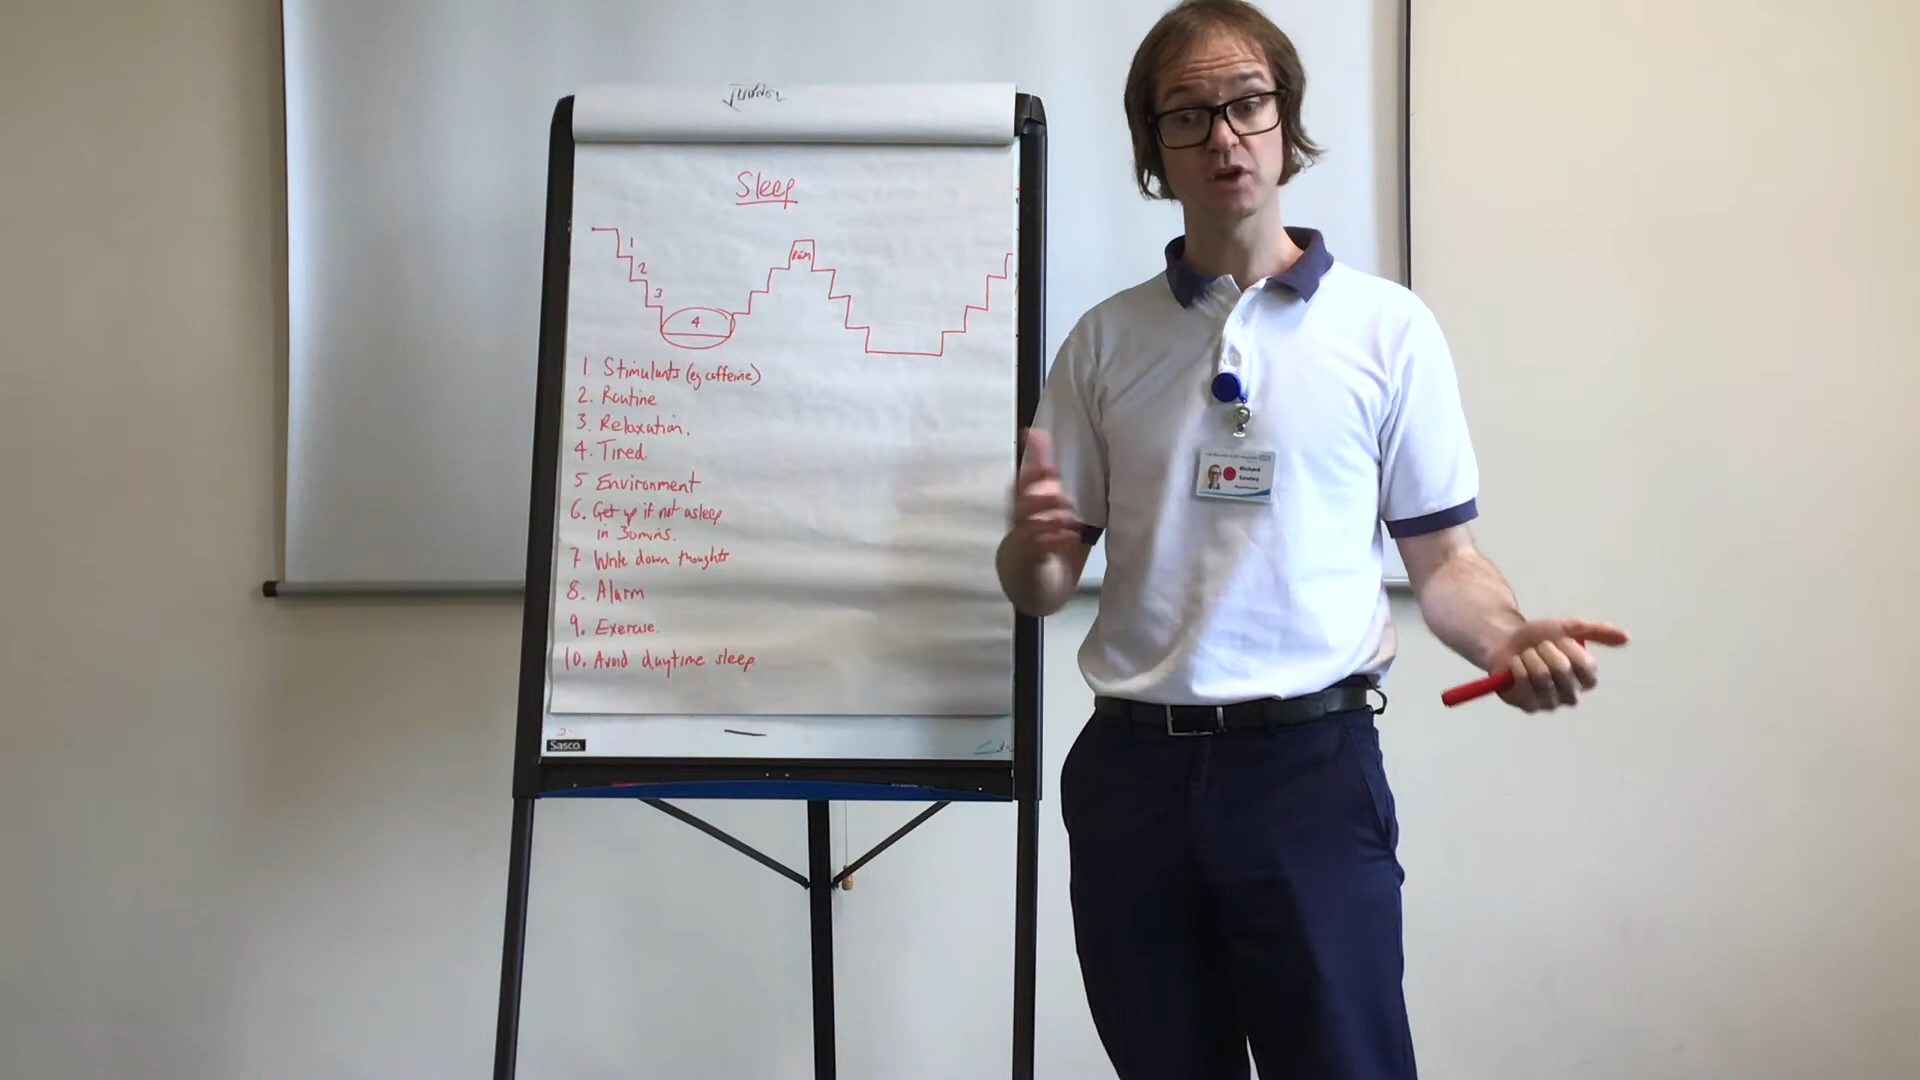 Sleep
1
2
3
4
REM
1. Stimulants (eg caffeine)
2. Routine
3. Relaxation.
4. Tired.
5 Environment
6. Get up if not asleep
in 30mins.
7 Write down thoughts
8. Alarm
9. Exercise.
10. Avoid daytime sleep
Sasco
Richard